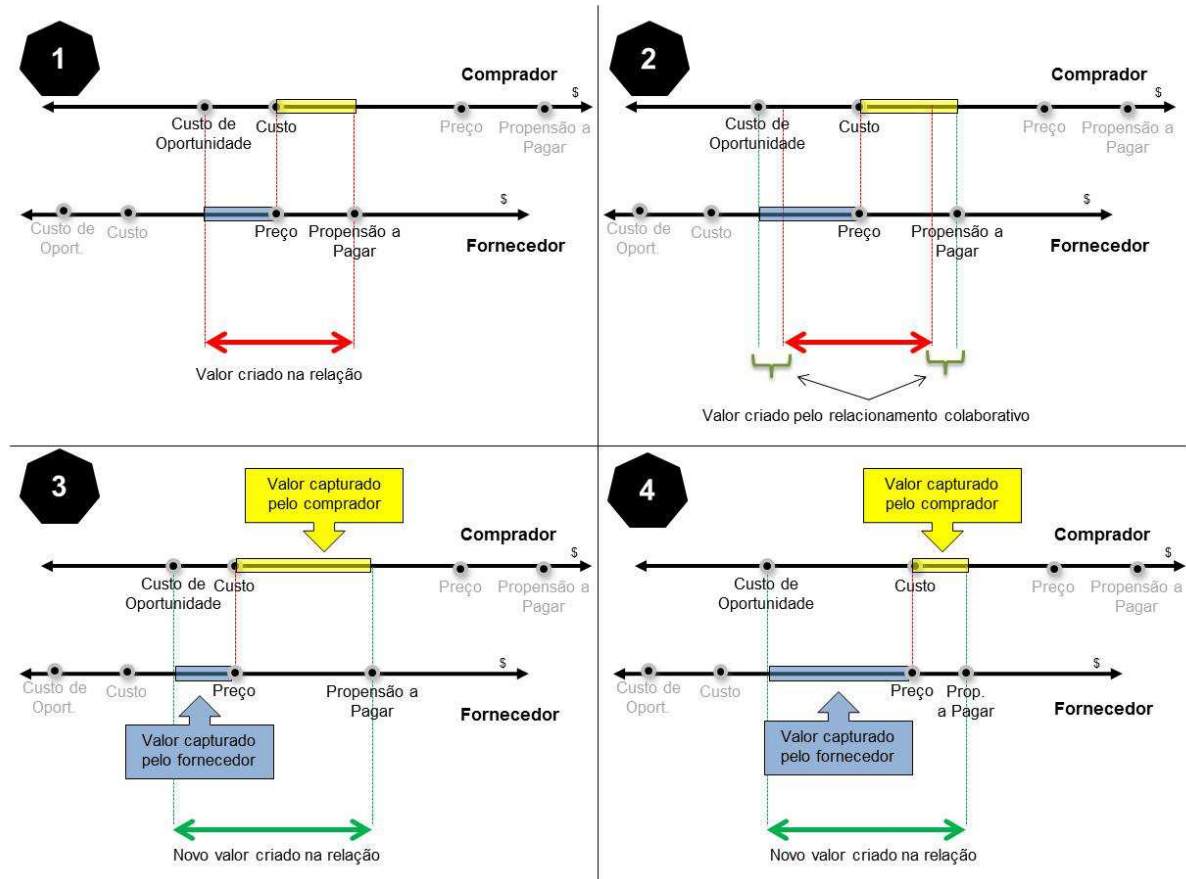 1
Comprador
$
Custo de
Oportunidade
Custo
Preço
Propensão a
Pagar
$
Custo de
Oport.
Custo
Preço
Propensão a
Pagar
Fornecedor
Valor criado na relação
2
Comprador
$
Custo de
Oportunidade
Custo
Preço
Propensão a
Pagar
$
Custo de
Oport.
Custo
Preço
Propensão a
Pagar
Fornecedor
Valor criado pelo relacionamento colaborativo
3
Valor capturado
pelo comprador
Comprador
$
Custo de
Oportunidade
Custo
Preço
Propensão a
Pagar
$
Custo de
Oport.
Custo
Preço
Propensão a
Pagar
Fornecedor
Valor capturado
pelo fornecedor
Novo valor criado na relação
4
Valor capturado
pelo comprador
Comprador
$
Custo de
Oportunidade
Custo
Preço
Propensão a
Pagar
$
Custo de
Oport.
Custo
Preço
Prop.
a Pagar
Fornecedor
Valor capturado
pelo fornecedor
Novo valor criado na relação